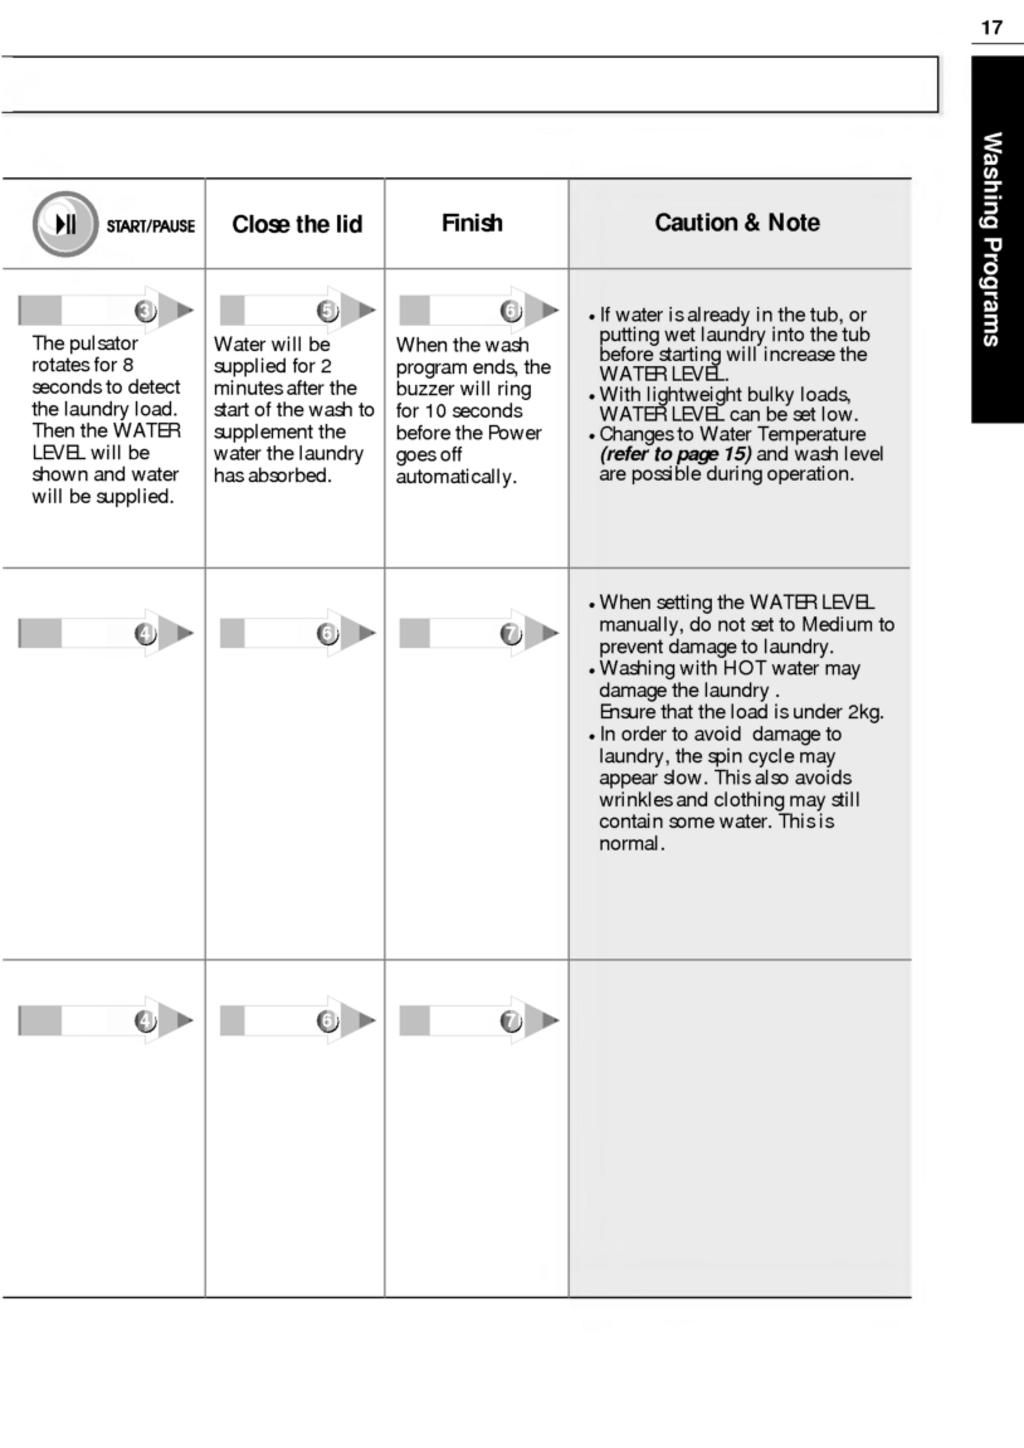 17
Washing Programs
START/PAUSE
Close the lid
Finish
Caution & Note
3
The pulsator
rotates for 8
seconds to detect
the laundry load.
Then the WATER
LEVEL will be
shown and water
will be supplied.
5
Water will be
supplied for 2
minutes after the
start of the wash to
supplement the
water the laundry
has absorbed.
6
When the wash
program ends, the
buzzer will ring
for 10 seconds
before the Power
goes off
automatically.
• If water is already in the tub, or
putting wet laundry into the tub
before starting will increase the
WATER LEVEL.
• With lightweight bulky loads,
WATER LEVEL can be set low.
• Changes to Water Temperature
(refer to page 15) and wash level
are possible during operation.
4
6
7
• When setting the WATER LEVEL
manually, do not set to Medium to
prevent damage to laundry.
• Washing with HOT water may
damage the laundry .
Ensure that the load is under 2kg.
• In order to avoid damage to
laundry, the spin cycle may
appear slow. This also avoids
wrinkles and clothing may still
contain some water. This is
normal.
4
6
7